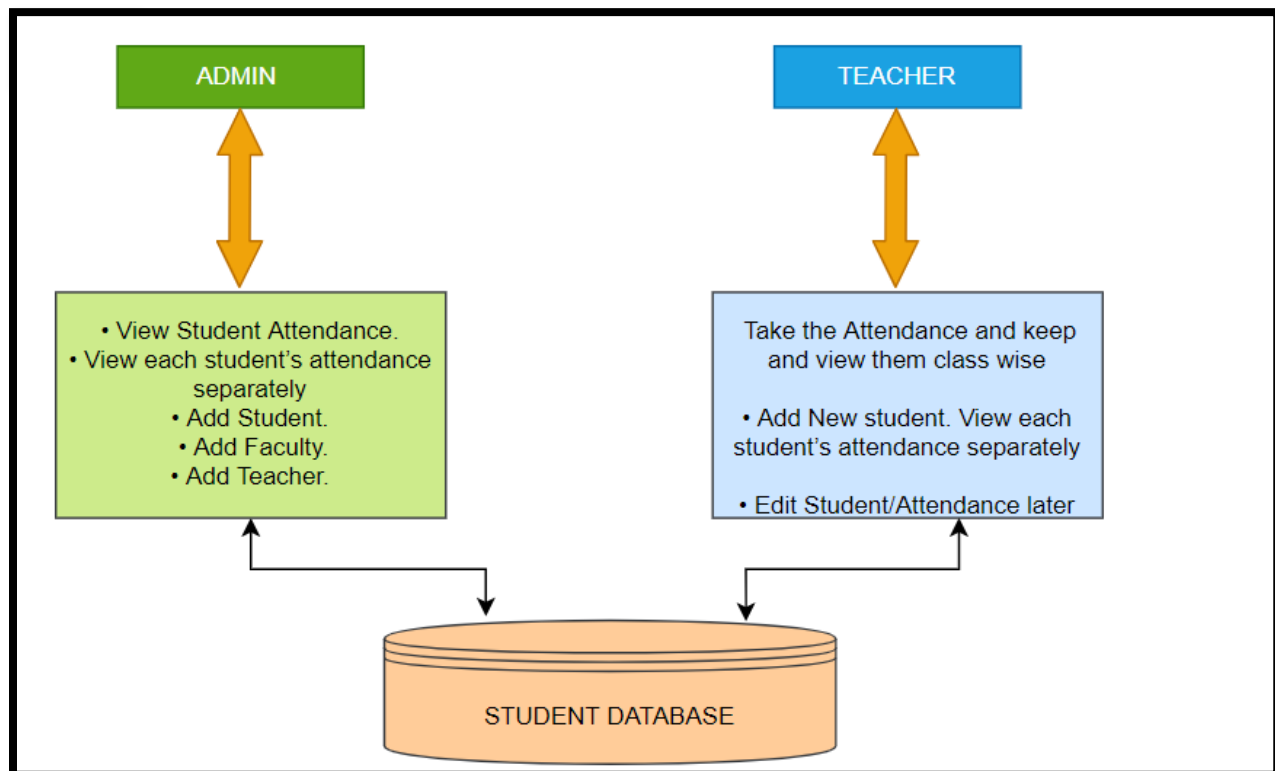 ADMIN
TEACHER
• View Student Attendance.
• View each student's attendance
separately
• Add Student.
• Add Faculty.
• Add Teacher.
Take the Attendance and keep
and view them class wise
• Add New student. View each
student's attendance separately
• Edit Student/Attendance later
STUDENT DATABASE